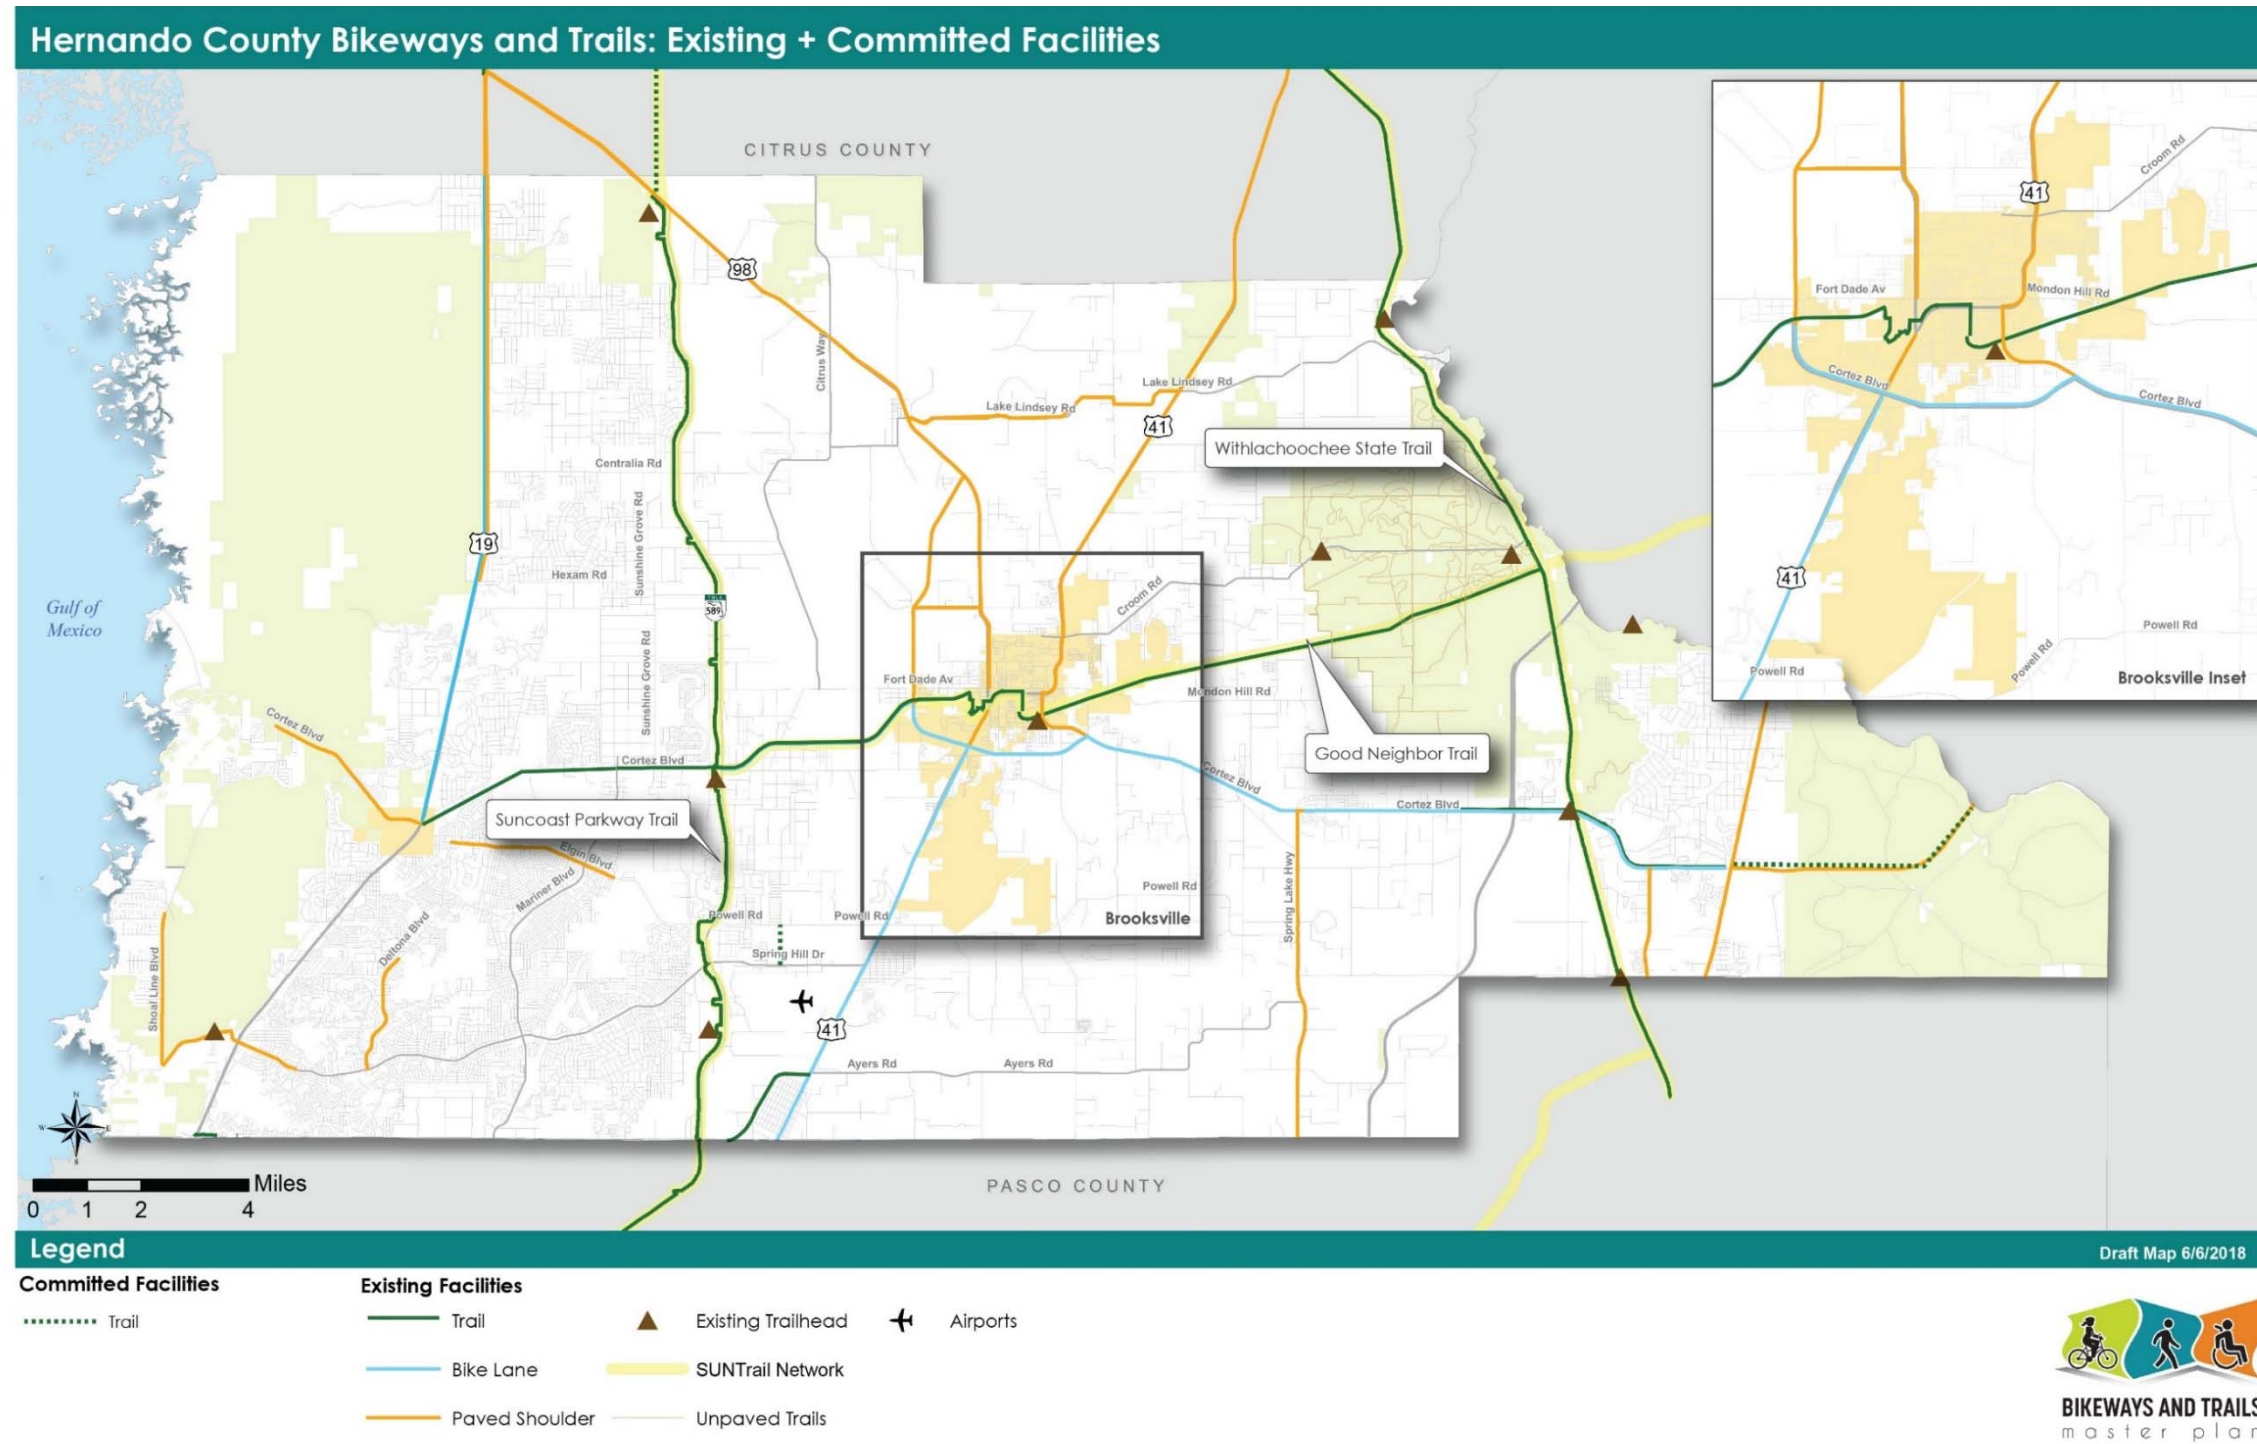 Hernando County Bikeways and Trails: Existing + Committed Facilities
CITRUS COUNTY
98
Citrus Way
Lake Lindsey Rd
Lake Lindsey Rd
41
Withlachoochee State Trail
Centralia Rd
Sunshine Grove Rd
19
Hexam Rd
589
Gulf of
Mexico
Croom Rd
Sunshine Grove Rd
Fort Dade Av
Mondon Hill Rd
Cortez Blvd
Cortez Blvd
Good Neighbor Trail
Cortez Blvd
Cortez Blvd
Suncoast Parkway Trail
Elgin Blvd
Mariner Blvd
Deltona Blvd
Powell Rd
Powell Rd
Powell Rd
Brooksville
Spring Lake Hwy
Spring Hill Dr
Shoal Line Blvd
41
Ayers Rd
Ayers Rd
PASCO COUNTY
N
W
E
S
Miles
0 1 2 4
Croom Rd
41
Fort Dade Av
Mondon Hill Rd
Cortez Blvd
Cortez Blvd
41
Powell Rd
Powell Rd
Powell Rd
Brooksville Inset
Legend
Draft Map 6/6/2018
Committed Facilities
Trail
Existing Facilities
Trail
Existing Trailhead
Airports
Bike Lane
SUNTrail Network
Paved Shoulder
Unpaved Trails
BIKEWAYS AND TRAILS
master plan